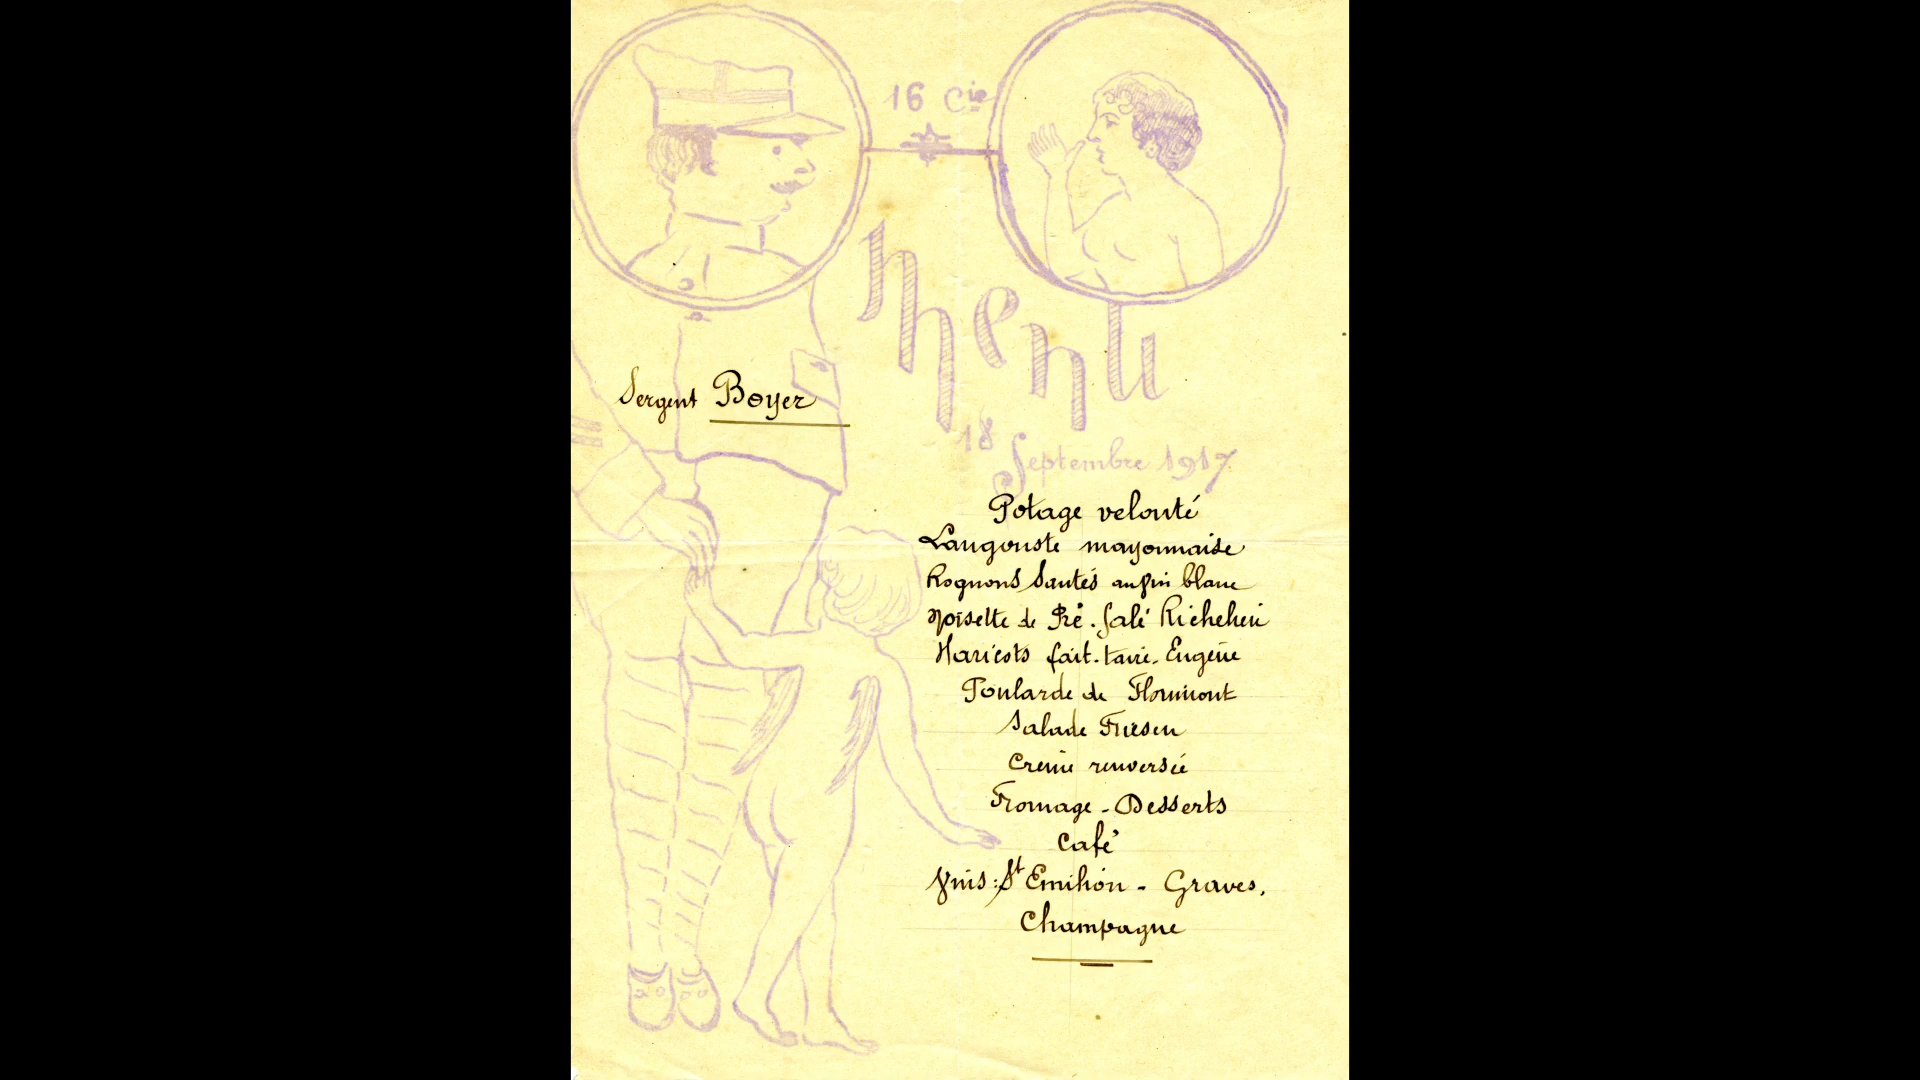 16 Cie
Menu
Sergent Boyer
18 Septembre 1917
Potage velouté
Langouste mayonnaise
Rognons Sautés au Vin blanc
Noisette de Pré-Salé Richelieu
Haricots fait-taire-Eugène
Poularde de Florimont
Salade Friesen
Crème renversée
Fromage - Desserts
Café
Vins: St Emilion - Graves,
Champagne